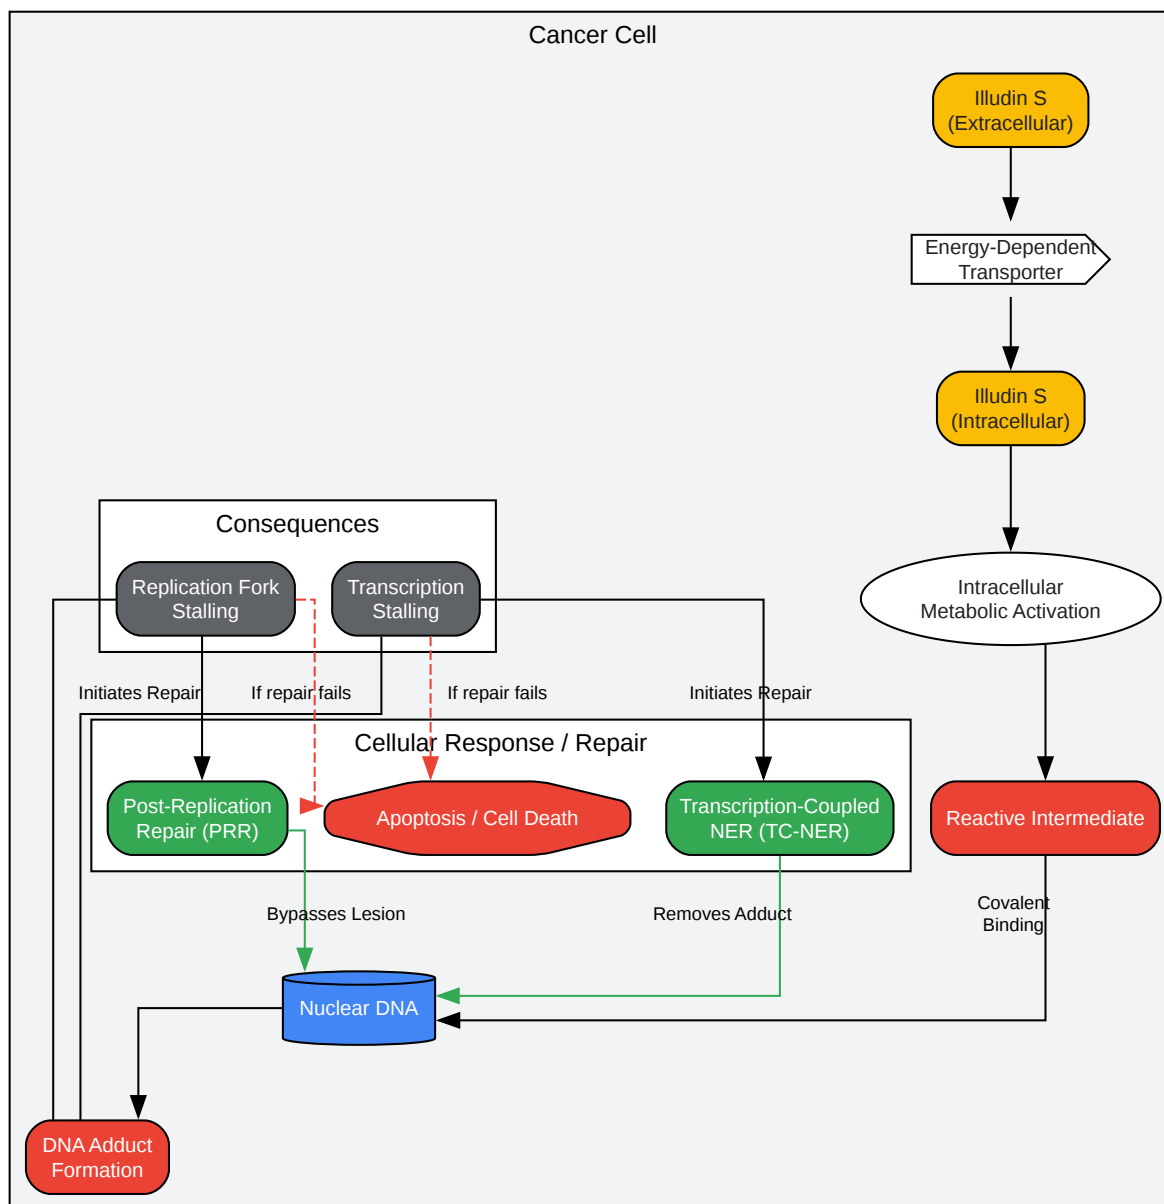 Cancer Cell
Illudin S
(Extracellular)
Energy-Dependent
Transporter
Illudin S
(Intracellular)
Consequences
Replication Fork
Stalling
Transcription
Stalling
Intracellular
Metabolic Activation
Initiates Repair
If repair fails
If repair fails
Initiates Repair
Cellular Response / Repair
Post-Replication
Repair (PRR)
Apoptosis / Cell Death
Transcription-Coupled
NER (TC-NER)
Reactive Intermediate
Bypasses Lesion
Removes Adduct
Covalent
Binding
Nuclear DNA
DNA Adduct
Formation